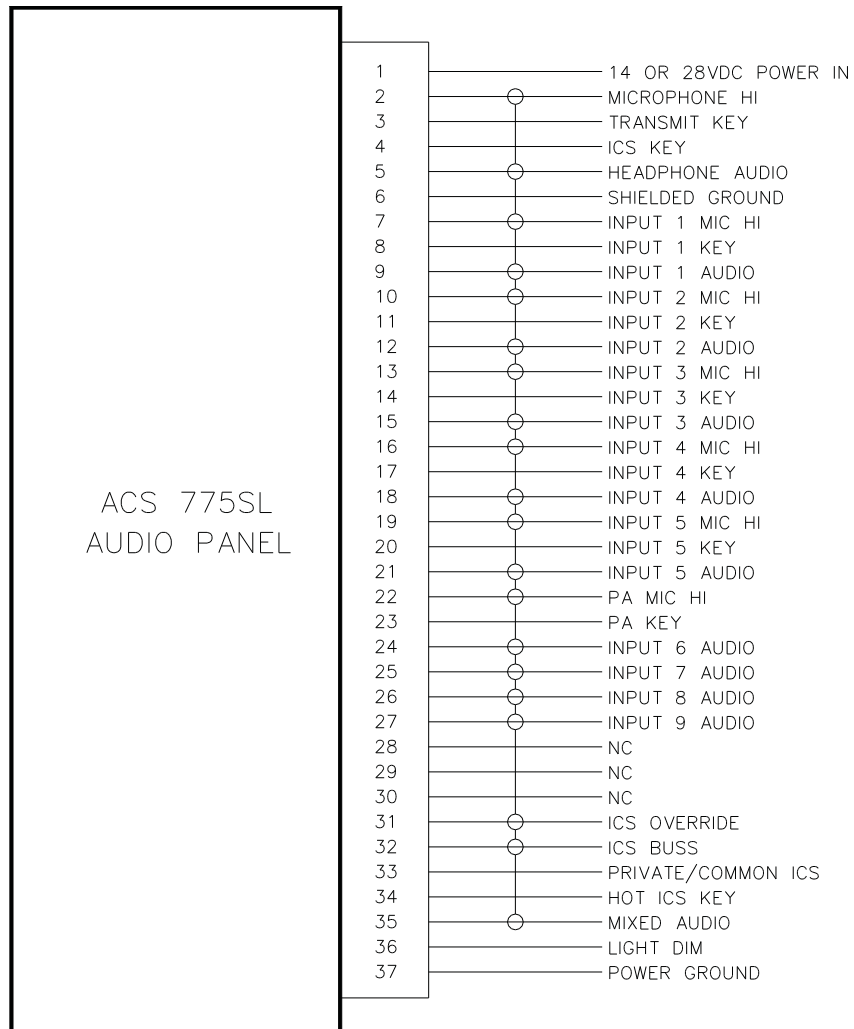 ACS 775SL
AUDIO PANEL
1 14 OR 28VDC POWER IN
2 MICROPHONE HI
3 TRANSMIT KEY
4 ICS KEY
5 HEADPHONE AUDIO
6 SHIELDED GROUND
7 INPUT 1 MIC HI
8 INPUT 1 KEY
9 INPUT 1 AUDIO
10 INPUT 2 MIC HI
11 INPUT 2 KEY
12 INPUT 2 AUDIO
13 INPUT 3 MIC HI
14 INPUT 3 KEY
15 INPUT 3 AUDIO
16 INPUT 4 MIC HI
17 INPUT 4 KEY
18 INPUT 4 AUDIO
19 INPUT 5 MIC HI
20 INPUT 5 KEY
21 INPUT 5 AUDIO
22 PA MIC HI
23 PA KEY
24 INPUT 6 AUDIO
25 INPUT 7 AUDIO
26 INPUT 8 AUDIO
27 INPUT 9 AUDIO
28 NC
29 NC
30 NC
31 ICS OVERRIDE
32 ICS BUSS
33 PRIVATE/COMMON ICS
34 HOT ICS KEY
35 MIXED AUDIO
36 LIGHT DIM
37 POWER GROUND